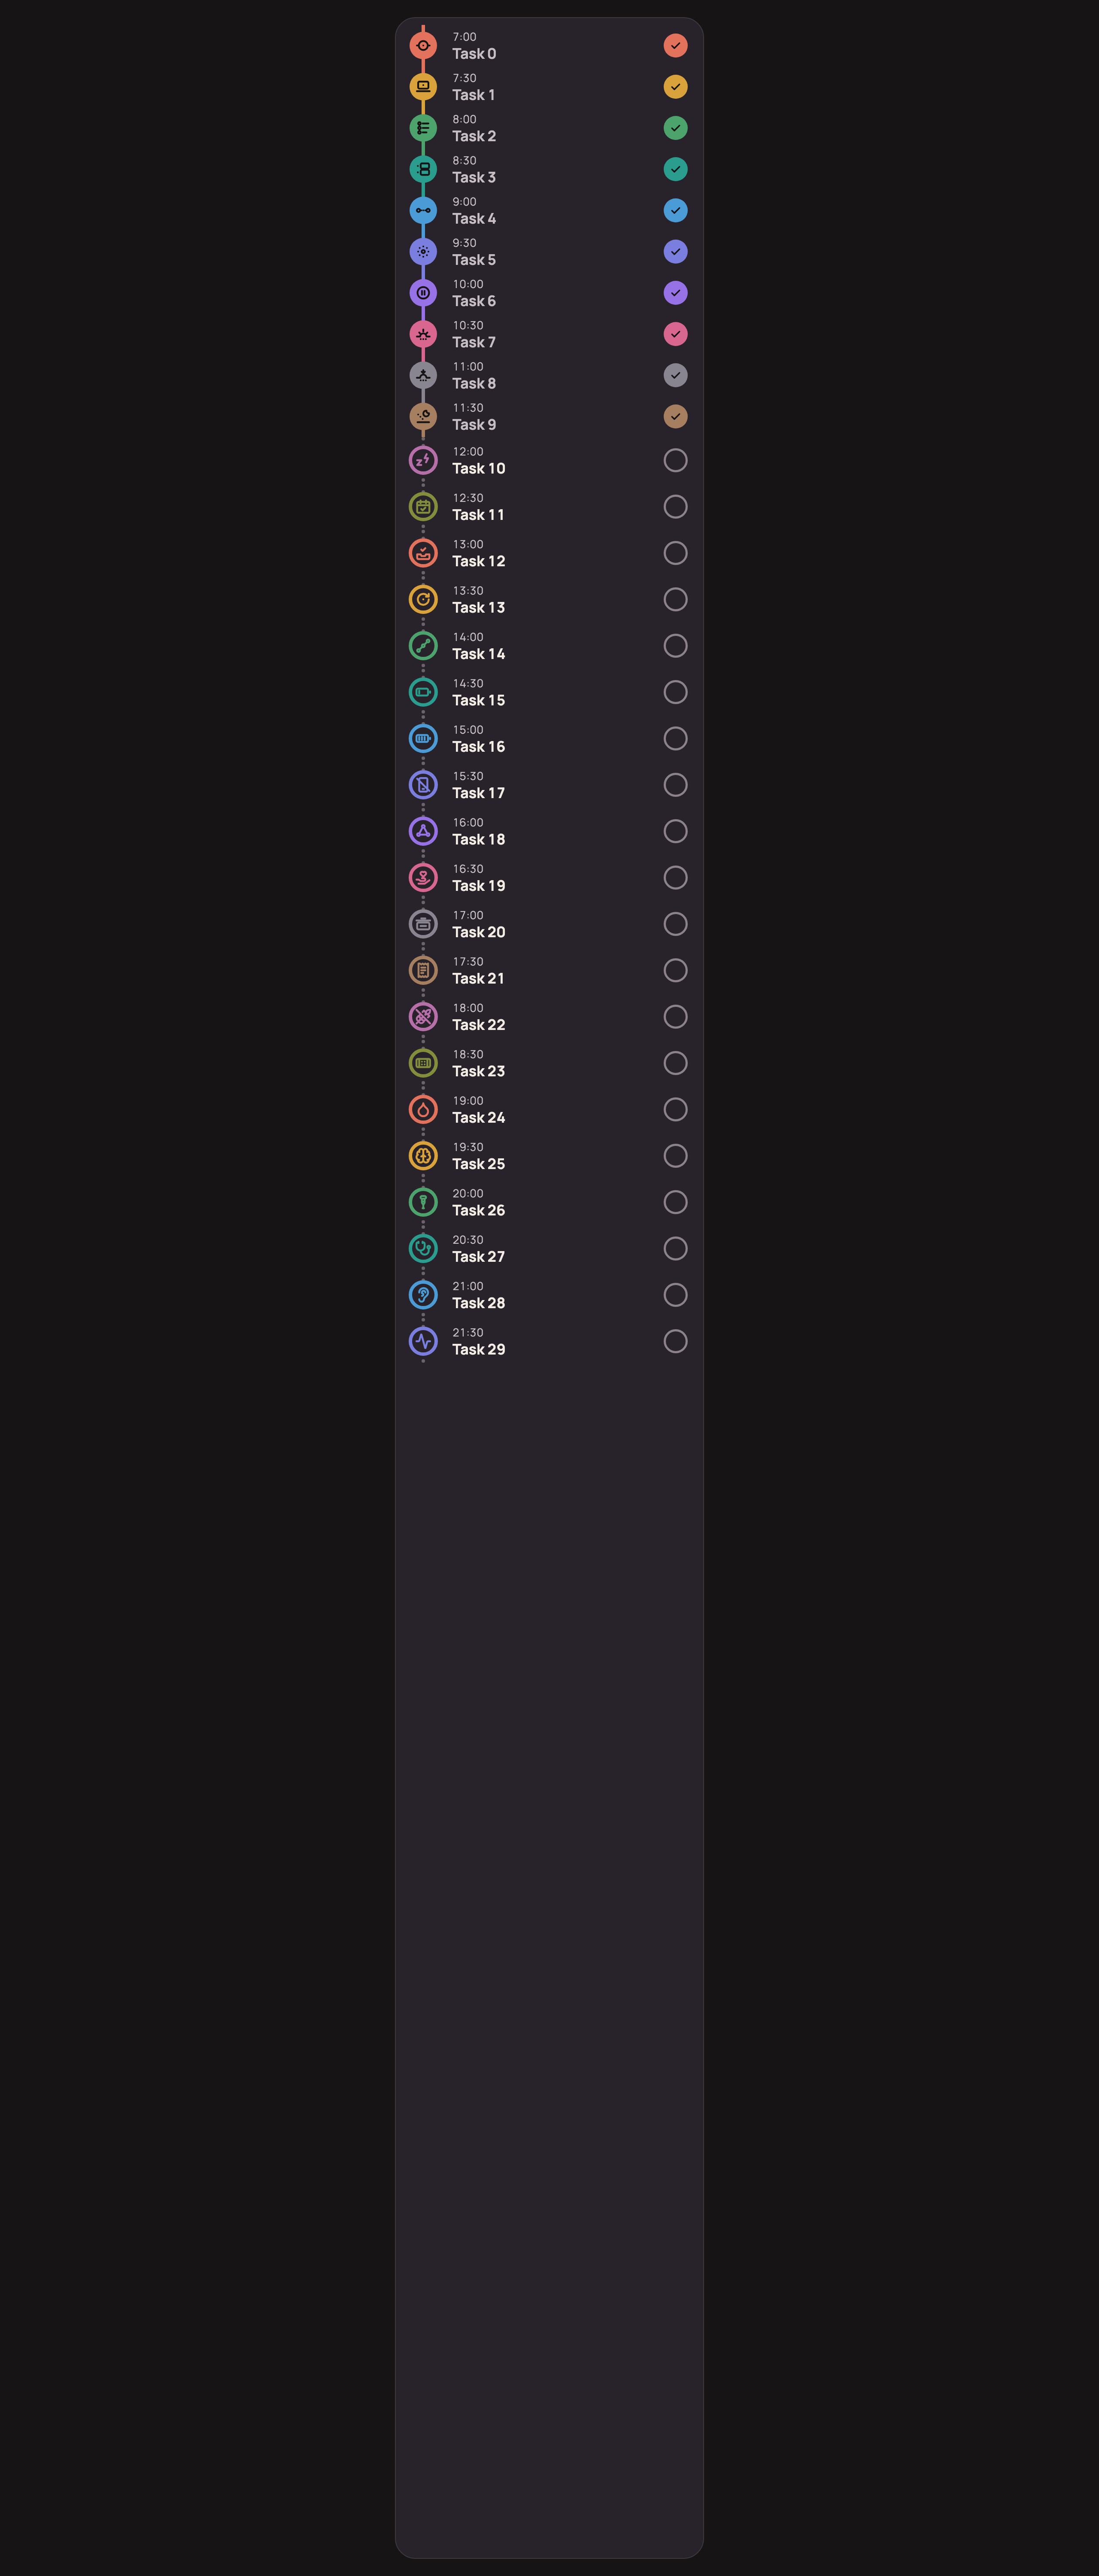 7:00
Task 0
7:30
Task 1
8:00
Task 2
8:30
Task 3
9:00
Task 4
9:30
Task 5
10:00
Task 6
10:30
Task 7
11:00
Task 8
11:30
Task 9
12:00
Task 10
12:30
Task 11
13:00
Task 12
13:30
Task 13
14:00
Task 14
14:30
Task 15
15:00
Task 16
15:30
Task 17
16:00
Task 18
16:30
Task 19
17:00
Task 20
17:30
Task 21
18:00
Task 22
18:30
Task 23
19:00
Task 24
19:30
Task 25
20:00
Task 26
20:30
Task 27
21:00
Task 28
21:30
Task 29